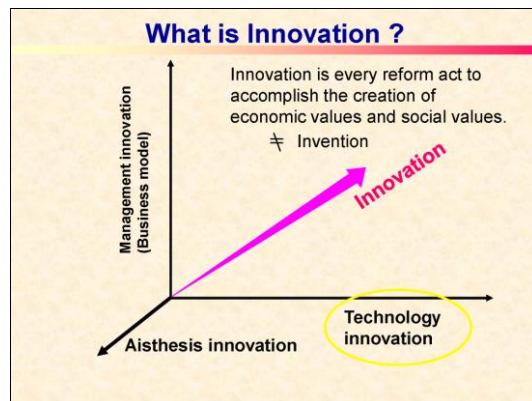 What is Innovation ?
Innovation is every reform act to
accomplish the creation of
economic values and social values.
≠ Invention
Management innovation
(Business model)
Innovation
Technology
innovation
Aisthesis innovation